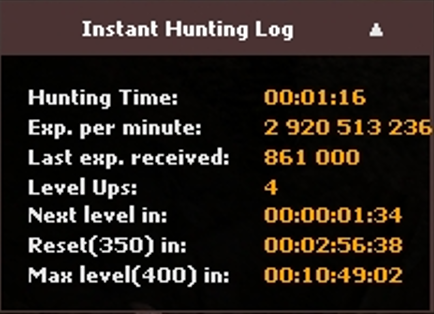 Instant Hunting Log
Hunting Time: 00:01:16
Exp. per minute: 2 920 513 236
Last exp. received: 861 000
Level Ups: 4
Next level in: 00:00:01:34
Reset(350) in: 00:02:56:38
Max level(400) in: 00:10:49:02